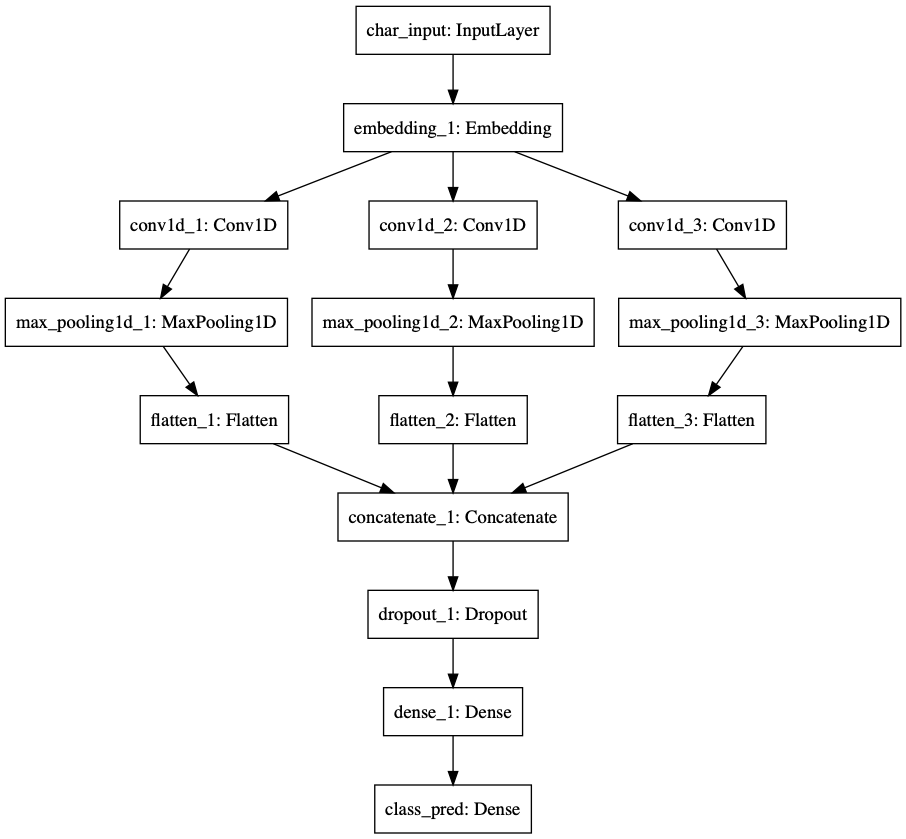 char_input: InputLayer
embedding_1: Embedding
conv1d_1: Conv1D
conv1d_2: Conv1D
conv1d_3: Conv1D
max_pooling1d_1: MaxPooling1D
max_pooling1d_2: MaxPooling1D
max_pooling1d_3: MaxPooling1D
flatten_1: Flatten
flatten_2: Flatten
flatten_3: Flatten
concatenate_1: Concatenate
dropout_1: Dropout
dense_1: Dense
class_pred: Dense